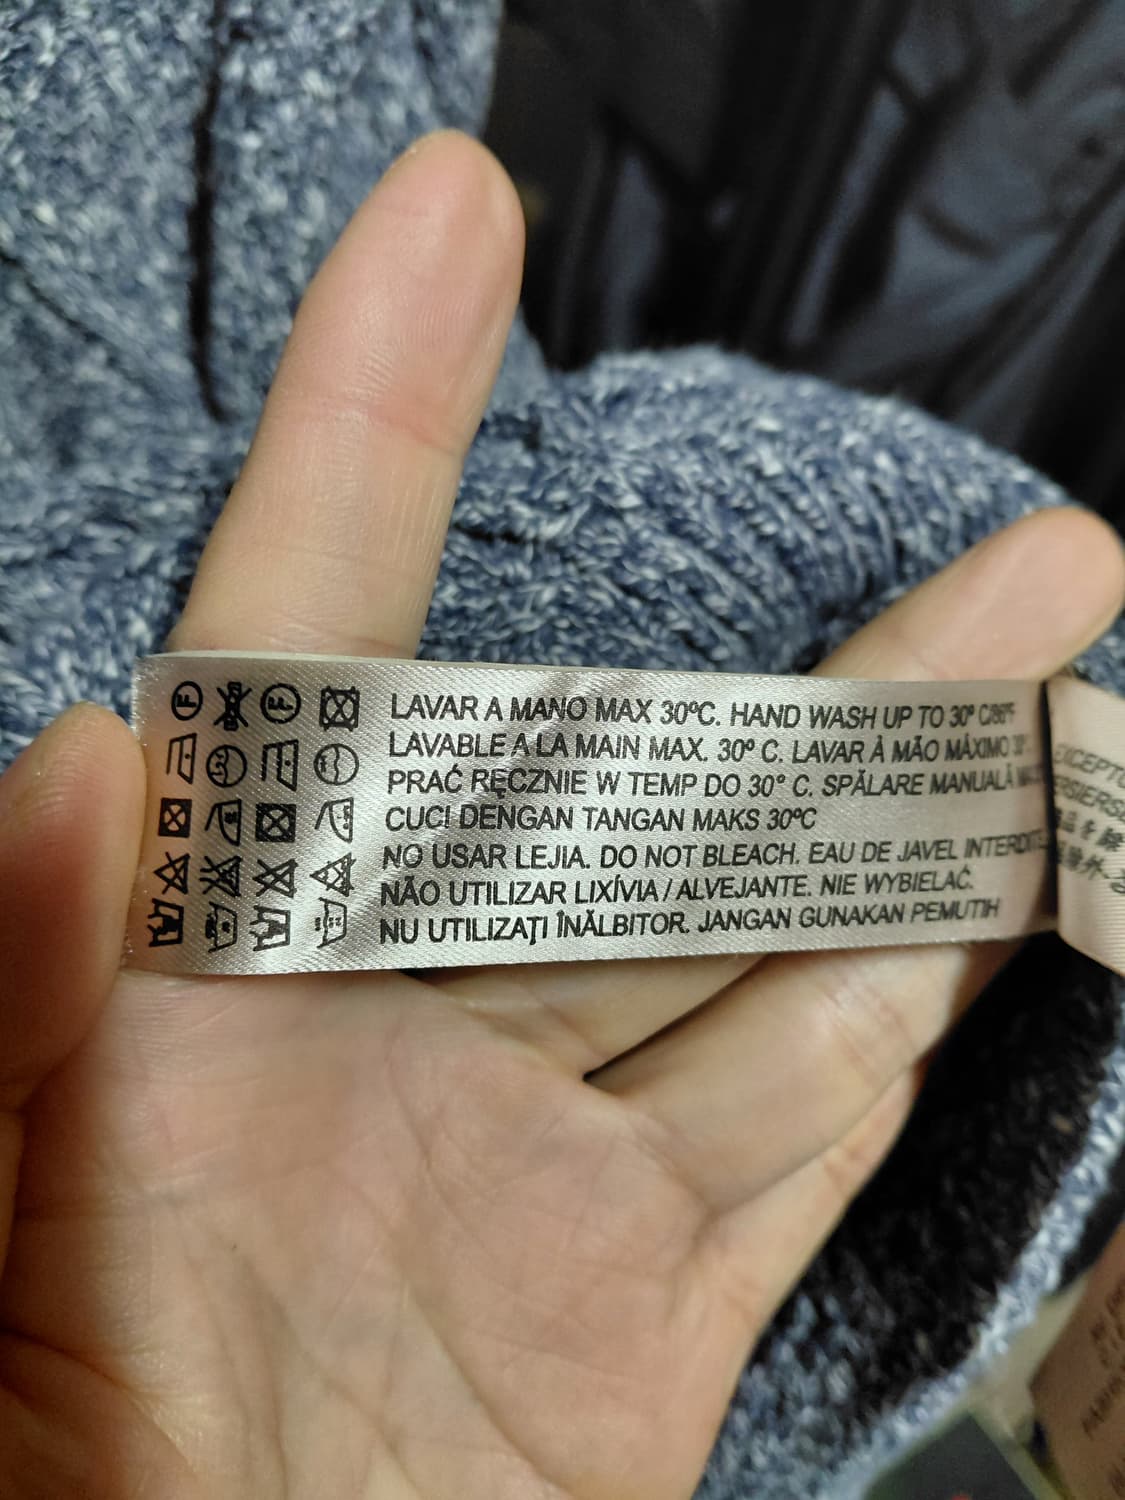 LAVAR A MANO MAX 30ºC. HAND WASH UP TO 30º C/86ºF
LAVABLE A LA MAIN MAX. 30º C. LAVAR À MÃO MÁXIMO
PRAĆ RĘCZNIE W TEMP DO 30° C. SPĂLARE MANUALĂ
CUCI DENGAN TANGAN MAKS 30ºC
NO USAR LEJIA. DO NOT BLEACH. EAU DE JAVEL INTERDITE
NÃO UTILIZAR LIXÍVIA / ALVEJANTE. NIE WYBIELAĆ.
NU UTILIZAȚI ÎNĂLBITOR. JANGAN GUNAKAN PEMUTIH